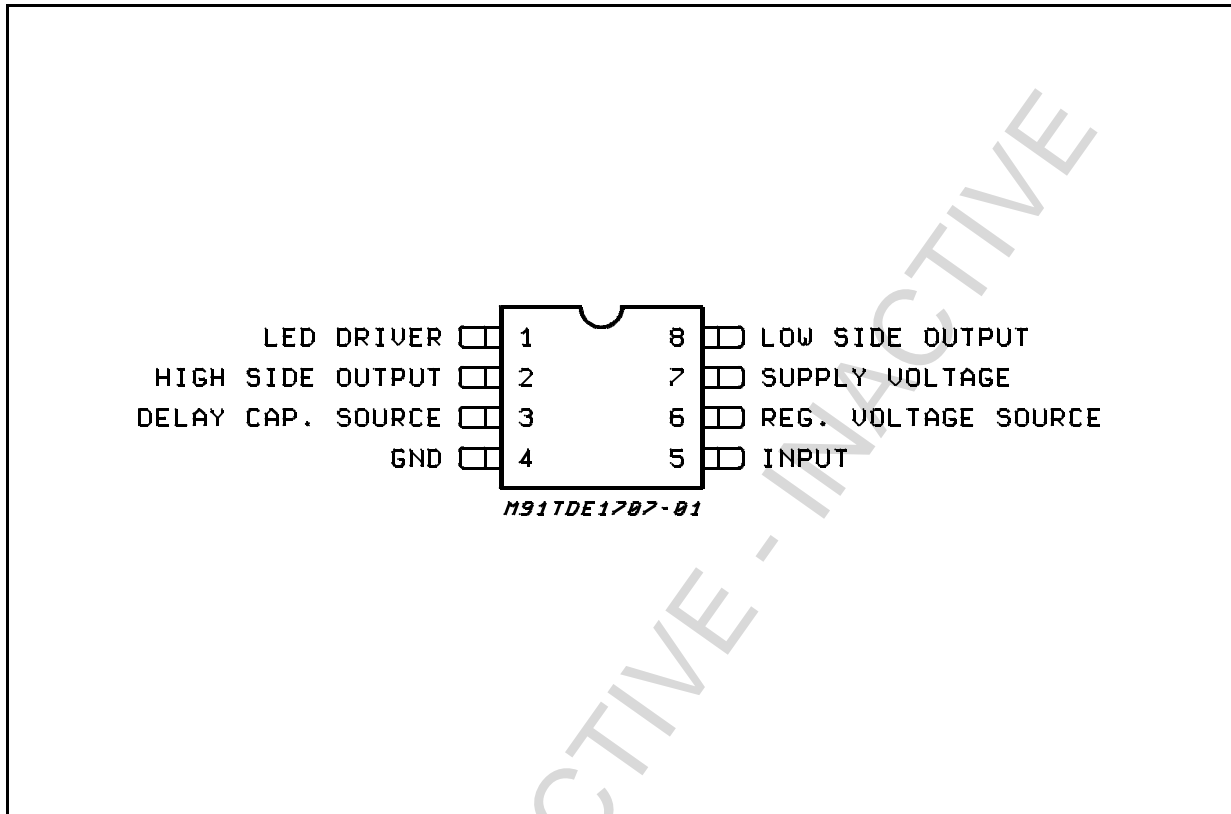 LED DRIVER 1 8 LOW SIDE OUTPUT
HIGH SIDE OUTPUT 2 7 SUPPLY VOLTAGE
DELAY CAP. SOURCE 3 6 REG. VOLTAGE SOURCE
GND 4 5 INPUT
M91TDE1707-01
CTIVE - INACTIVE